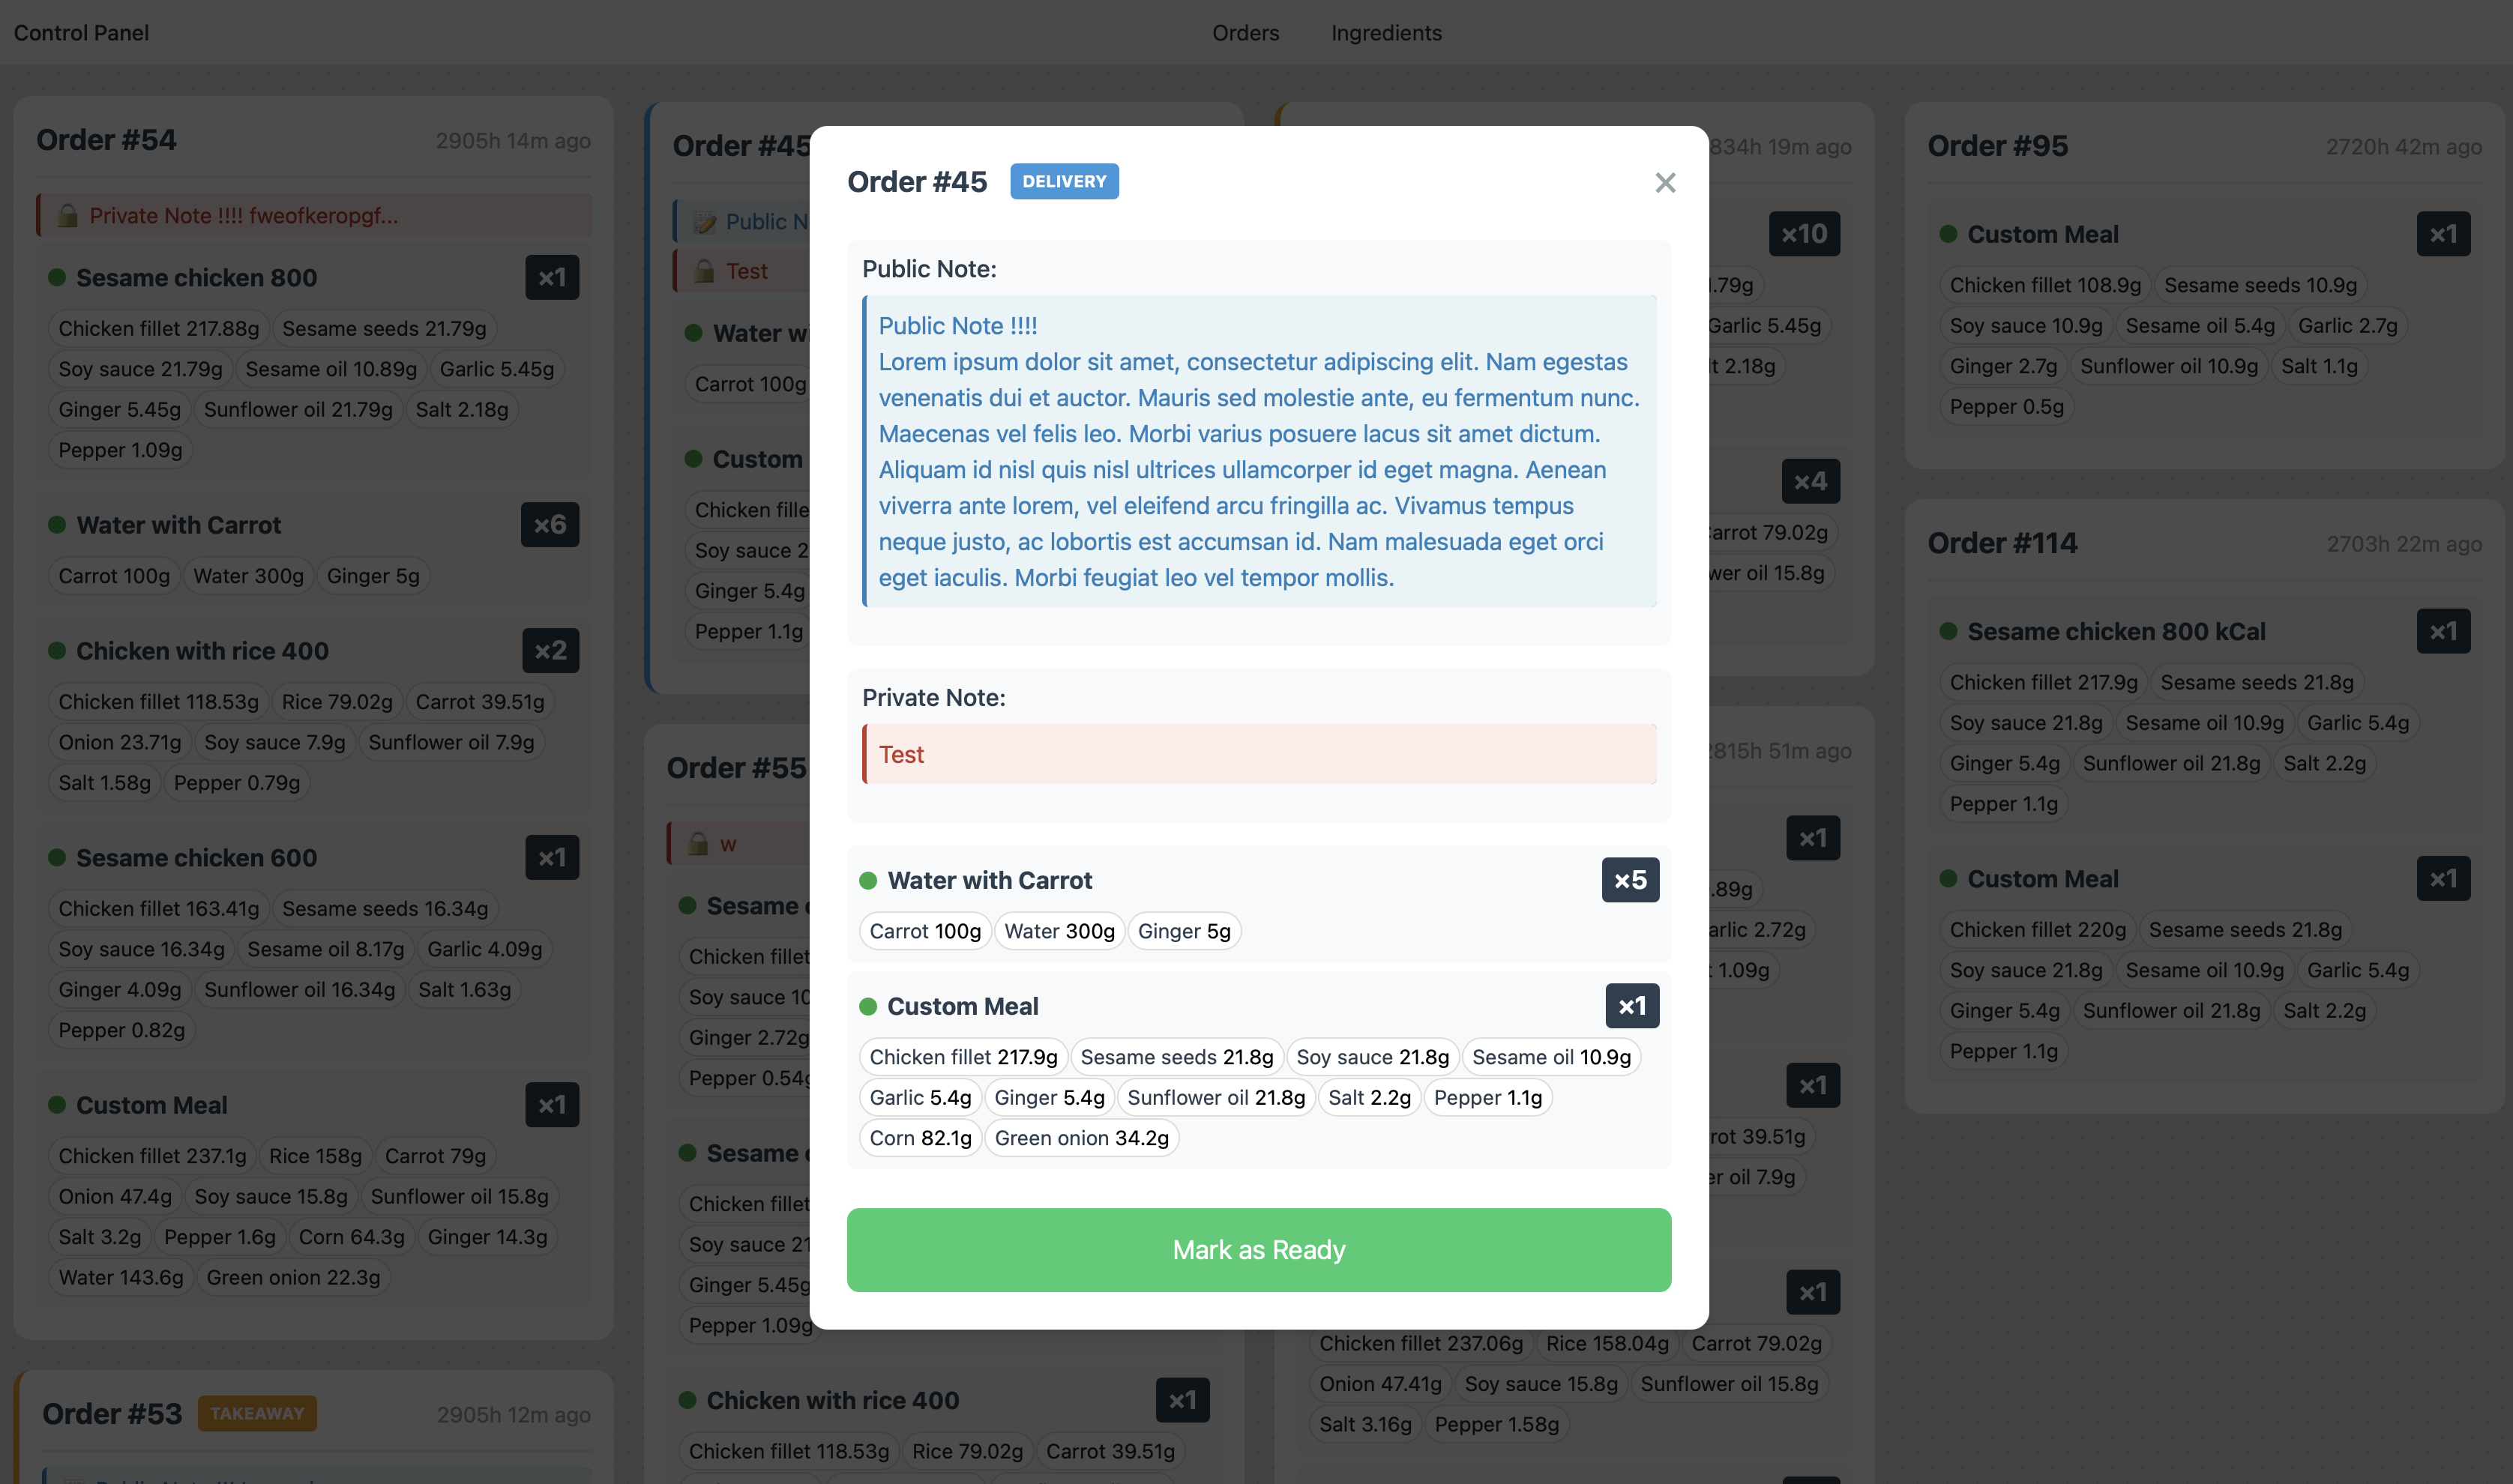 Control Panel
Orders
Ingredients
Order #54
2905h 14m ago
Private Note !!!! fweofkeropgf...
Sesame chicken 800
×1
Chicken fillet 217.88g Sesame seeds 21.79g
Soy sauce 21.79g Sesame oil 10.89g Garlic 5.45g
Ginger 5.45g Sunflower oil 21.79g Salt 2.18g
Pepper 1.09g
Water with Carrot
×6
Carrot 100g Water 300g Ginger 5g
Chicken with rice 400
×2
Chicken fillet 118.53g Rice 79.02g Carrot 39.51g
Onion 23.71g Soy sauce 7.9g Sunflower oil 7.9g
Salt 1.58g Pepper 0.79g
Sesame chicken 600
×1
Chicken fillet 163.41g Sesame seeds 16.34g
Soy sauce 16.34g Sesame oil 8.17g Garlic 4.09g
Ginger 4.09g Sunflower oil 16.34g Salt 1.63g
Pepper 0.82g
Custom Meal
×1
Chicken fillet 237.1g Rice 158g Carrot 79g
Onion 47.4g Soy sauce 15.8g Sunflower oil 15.8g
Salt 3.2g Pepper 1.6g Corn 64.3g Ginger 14.3g
Water 143.6g Green onion 22.3g
Order #53
TAKEAWAY
2905h 12m ago
Order #45
Public N
Test
Water w
Carrot 100g
Custom
Chicken fille
Soy sauce 2
Ginger 5.4g
Pepper 1.1g
Order #55
w
Sesame
Chicken fillet
Soy sauce 10
Ginger 2.72g
Pepper 0.54g
Sesame
Chicken fillet
Soy sauce 21
Ginger 5.45g
Pepper 1.09g
Chicken with rice 400
×1
Chicken fillet 118.53g Rice 79.02g Carrot 39.51g
Order #45
DELIVERY
×
Public Note:
Public Note !!!!
Lorem ipsum dolor sit amet, consectetur adipiscing elit. Nam egestas
venenatis dui et auctor. Mauris sed molestie ante, eu fermentum nunc.
Maecenas vel felis leo. Morbi varius posuere lacus sit amet dictum.
Aliquam id nisl quis nisl ultrices ullamcorper id eget magna. Aenean
viverra ante lorem, vel eleifend arcu fringilla ac. Vivamus tempus
neque justo, ac lobortis est accumsan id. Nam malesuada eget orci
eget iaculis. Morbi feugiat leo vel tempor mollis.
Private Note:
Test
Water with Carrot
×5
Carrot 100g Water 300g Ginger 5g
Custom Meal
×1
Chicken fillet 217.9g Sesame seeds 21.8g Soy sauce 21.8g Sesame oil 10.9g
Garlic 5.4g Ginger 5.4g Sunflower oil 21.8g Salt 2.2g Pepper 1.1g
Corn 82.1g Green onion 34.2g
Mark as Ready
834h 19m ago
×10
.79g
Garlic 5.45g
lt 2.18g
×4
arrot 79.02g
wer oil 15.8g
2815h 51m ago
×1
.89g
arlic 2.72g
1.09g
×1
rot 39.51g
er oil 7.9g
×1
Chicken fillet 237.06g Rice 158.04g Carrot 79.02g
Onion 47.41g Soy sauce 15.8g Sunflower oil 15.8g
Salt 3.16g Pepper 1.58g
Order #95
2720h 42m ago
Custom Meal
×1
Chicken fillet 108.9g Sesame seeds 10.9g
Soy sauce 10.9g Sesame oil 5.4g Garlic 2.7g
Ginger 2.7g Sunflower oil 10.9g Salt 1.1g
Pepper 0.5g
Order #114
2703h 22m ago
Sesame chicken 800 kCal
×1
Chicken fillet 217.9g Sesame seeds 21.8g
Soy sauce 21.8g Sesame oil 10.9g Garlic 5.4g
Ginger 5.4g Sunflower oil 21.8g Salt 2.2g
Pepper 1.1g
Custom Meal
×1
Chicken fillet 220g Sesame seeds 21.8g
Soy sauce 21.8g Sesame oil 10.9g Garlic 5.4g
Ginger 5.4g Sunflower oil 21.8g Salt 2.2g
Pepper 1.1g